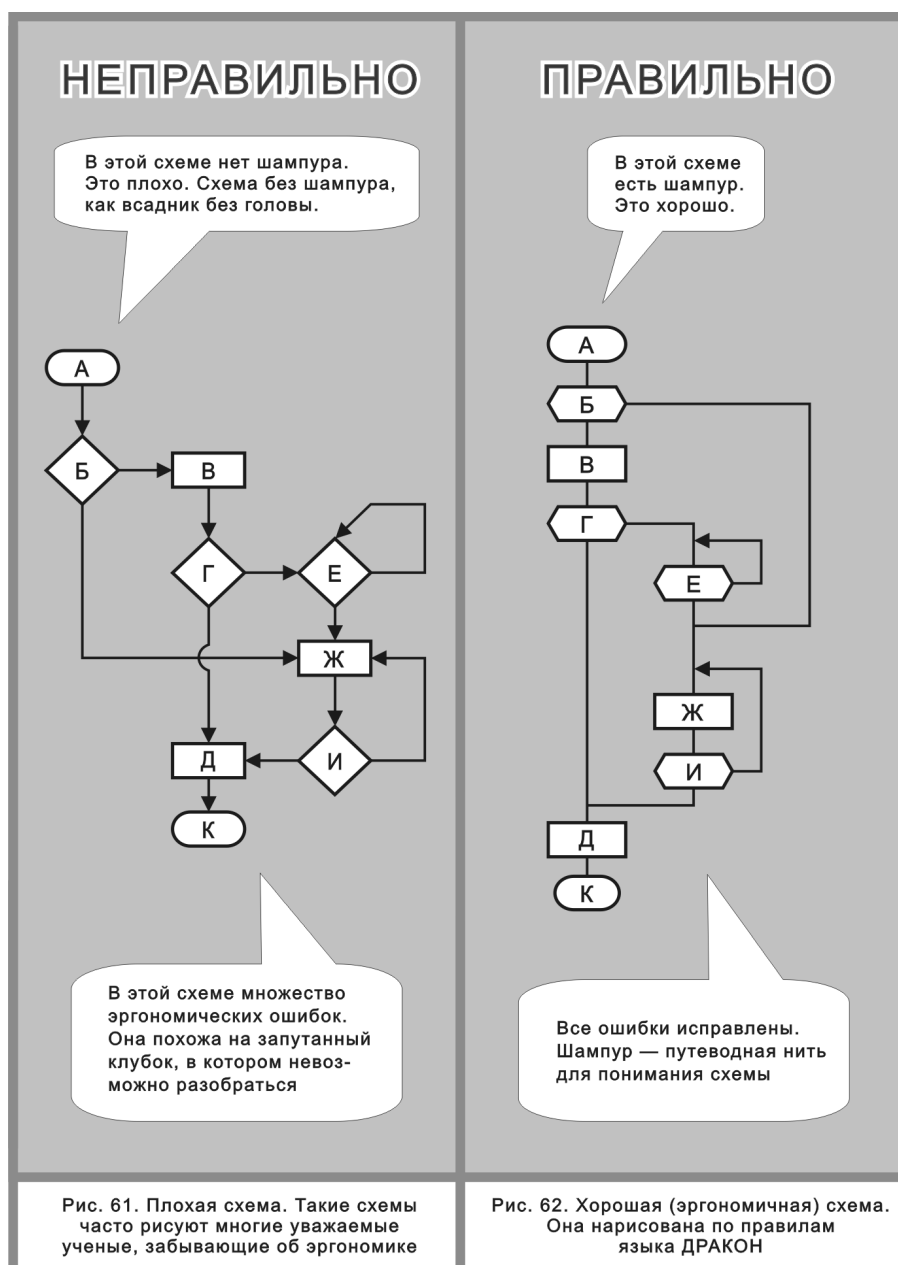 НЕПРАВИЛЬНО
В этой схеме нет шампура.
Это плохо. Схема без шампура,
как всадник без головы.
А
Б
В
Г
Е
Ж
Д
И
К
В этой схеме множество
эргономических ошибок.
Она похожа на запутанный
клубок, в котором невоз-
можно разобраться
Рис. 61. Плохая схема. Такие схемы
часто рисуют многие уважаемые
ученые, забывающие об эргономике
ПРАВИЛЬНО
В этой схеме
есть шампур.
Это хорошо.
А
Б
В
Г
Е
Ж
И
Д
К
Все ошибки исправлены.
Шампур — путеводная нить
для понимания схемы
Рис. 62. Хорошая (эргономичная) схема.
Она нарисована по правилам
языка ДРАКОН